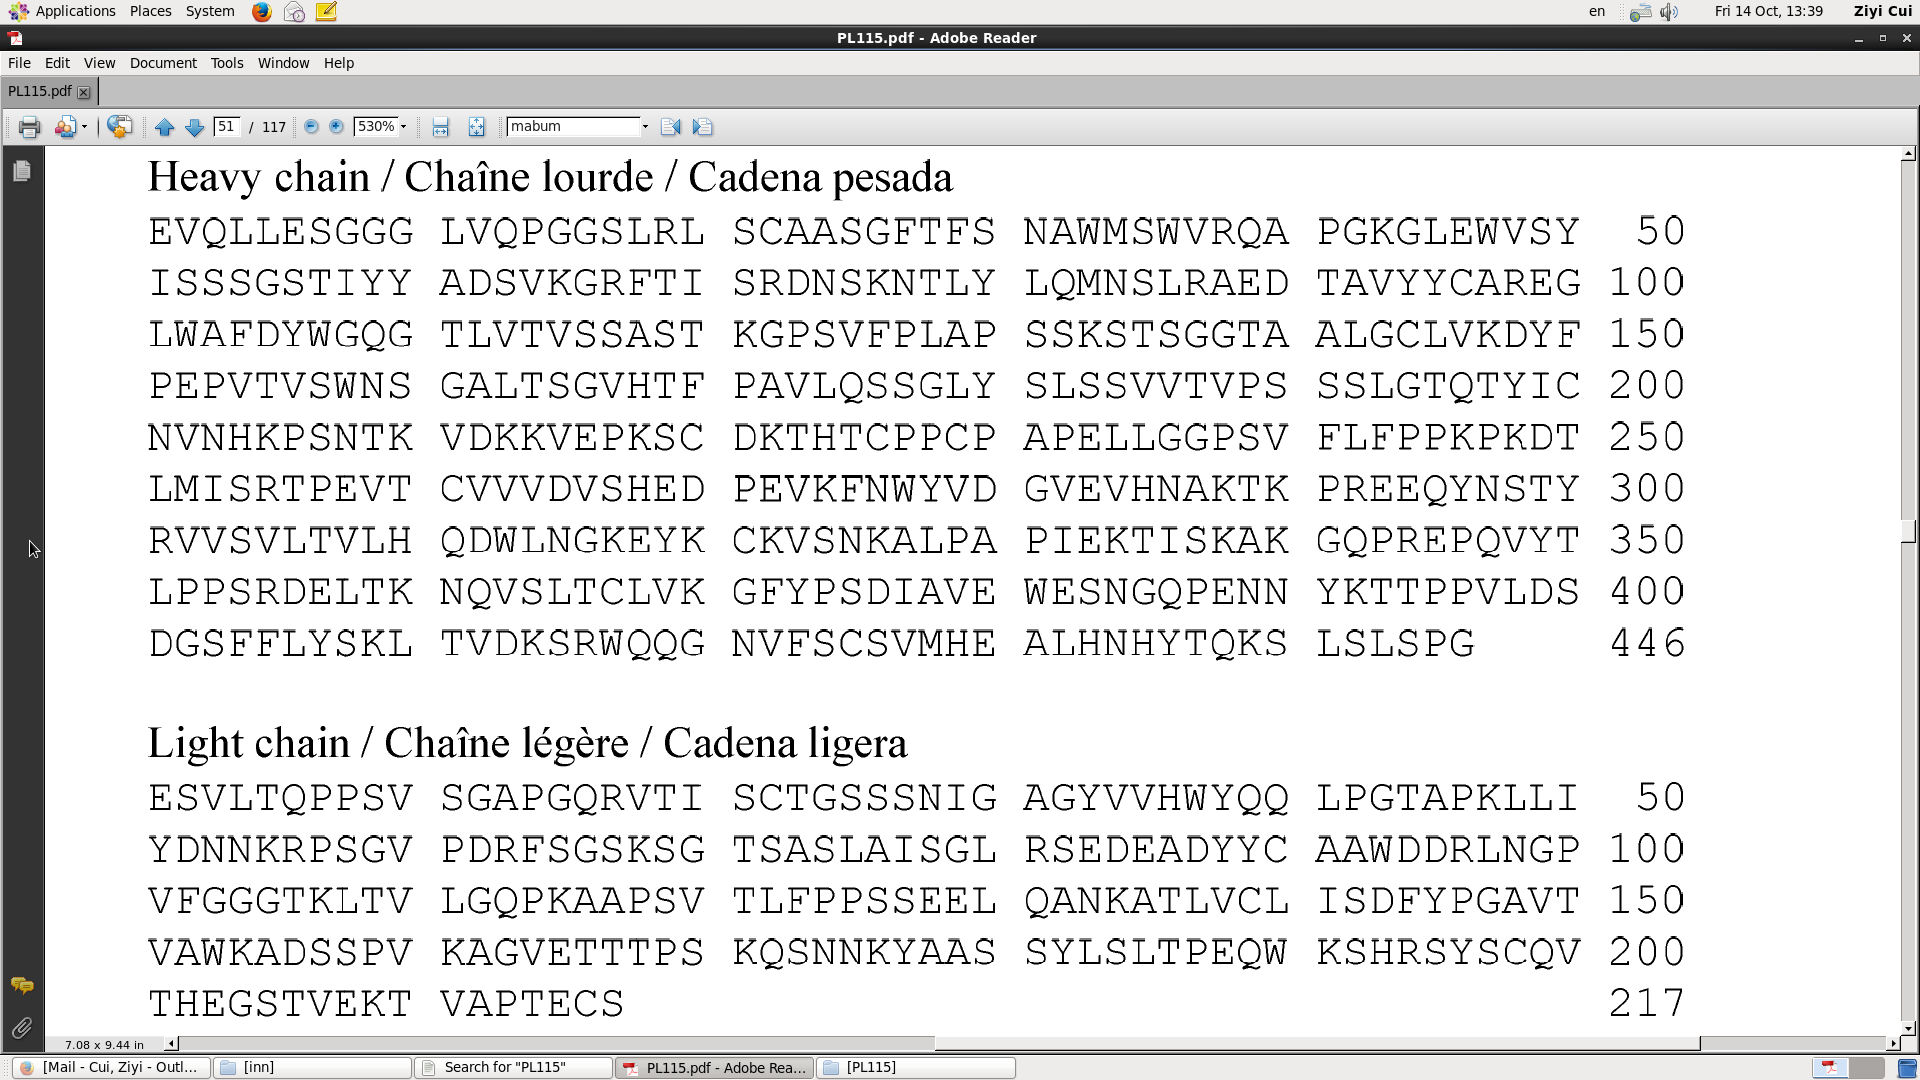 Applications Places System en Fri 14 Oct, 13:39 Ziyi Cui
PL115.pdf - Adobe Reader
File Edit View Document Tools Window Help
PL115.pdf
51 / 117 530% mabum
Heavy chain / Chaîne lourde / Cadena pesada
EVQLLESGGG LVQPGGSLRL SCAASGFTFS NAWMSWVRQA PGKGLEWVSY 50
ISSSGSTIYY ADSVKGRFTI SRDNSKNTLY LQMNSLRAED TAVYYCAREG 100
LWAFDYWGQG TLVTVSSAST KGPSVFPLAP SSKSTSGGTA ALGCLVKDYF 150
PEPVTVSWNS GALTSGVHTF PAVLQSSGLY SLSSVVTVPS SSLGTQTYIC 200
NVNHKPSNTK VDKKVEPKSC DKTHTCPPCP APELLGGPSV FLFPPKPKDT 250
LMISRTPEVT CVVVDVSHED PEVKFNWYVD GVEVHNAKTK PREEQYNSTY 300
RVVSVLTVLH QDWLNGKEYK CKVSNKALPA PIEKTISKAK GQPREPQVYT 350
LPPSRDELTK NQVSLTCLVK GFYPSDIAVE WESNGQPENN YKTTPPVLDS 400
DGSFFLYSKL TVDKSRWQQG NVFSCSVMHE ALHNHYTQKS LSLSPG 446
Light chain / Chaîne légère / Cadena ligera
ESVLTQPPSV SGAPGQRVTI SCTGSSSNIG AGYVVHWYQQ LPGTAPKLLI 50
YDNNKRPSGV PDRFSGSKSG TSASLAISGL RSEDEADYYC AAWDDRLNGP 100
VFGGGTKLTV LGQPKAAPSV TLFPPSSEEL QANKATLVCL ISDFYPGAVT 150
VAWKADSSPV KAGVETTTPS KQSNNKYAAS SYLSLTPEQW KSHRSYSCQV 200
THEGSTVEKT VAPTECS 217
7.08 x 9.44 in
[Mail - Cui, Ziyi - Outl... [inn] Search for "PL115" PL115.pdf - Adobe Rea... [PL115]